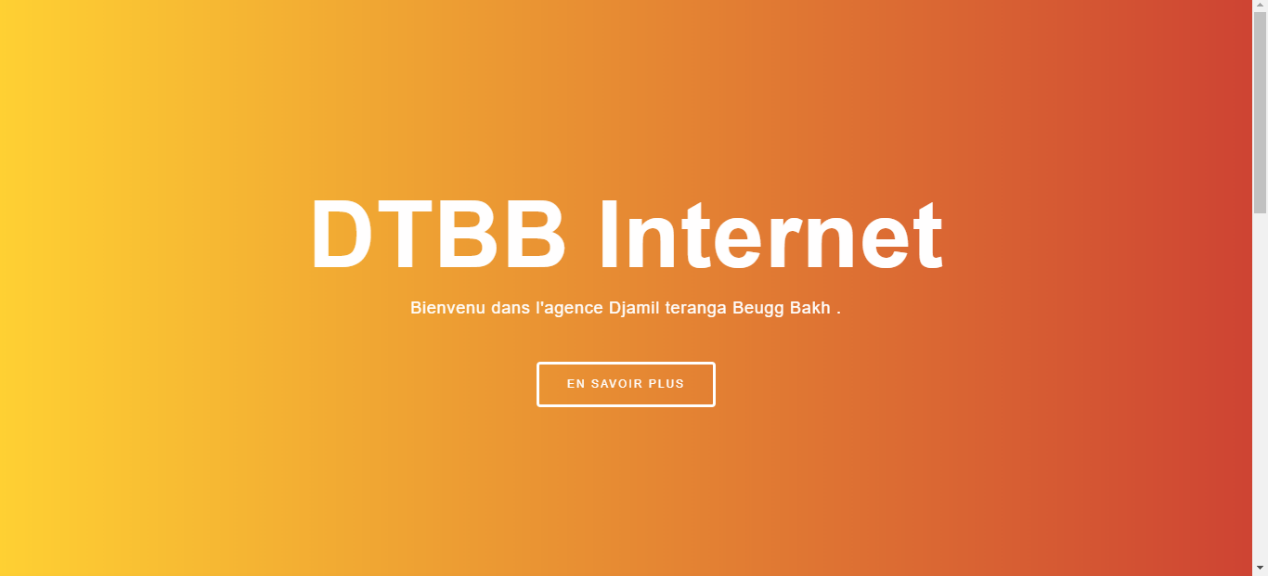 DTBB Internet
Bienvenu dans l'agence Djamil teranga Beugg Bakh .
EN SAVOIR PLUS